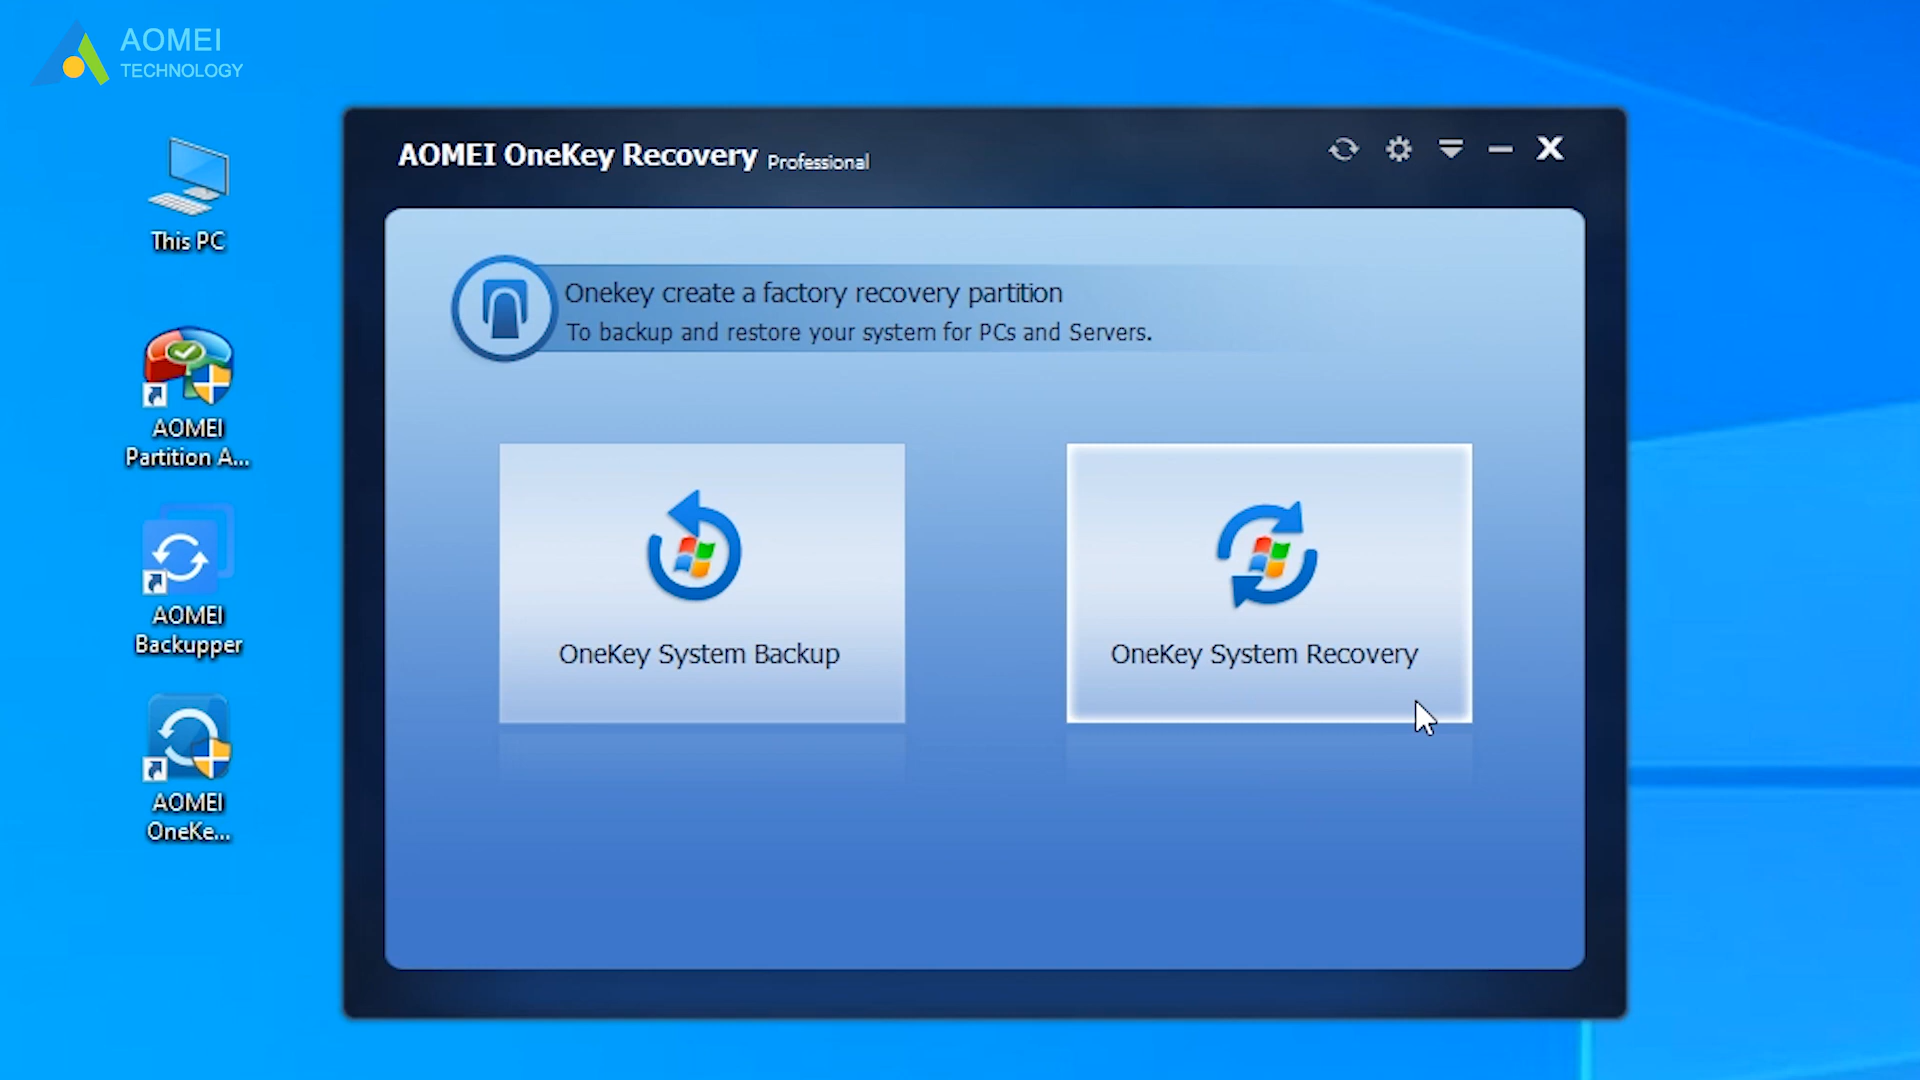 AOMEI
TECHNOLOGY
This PC
AOMEI
Partition A...
AOMEI
Backupper
AOMEI
OneKe...
AOMEI OneKey Recovery Professional
Onekey create a factory recovery partition
To backup and restore your system for PCs and Servers.
OneKey System Backup
OneKey System Recovery